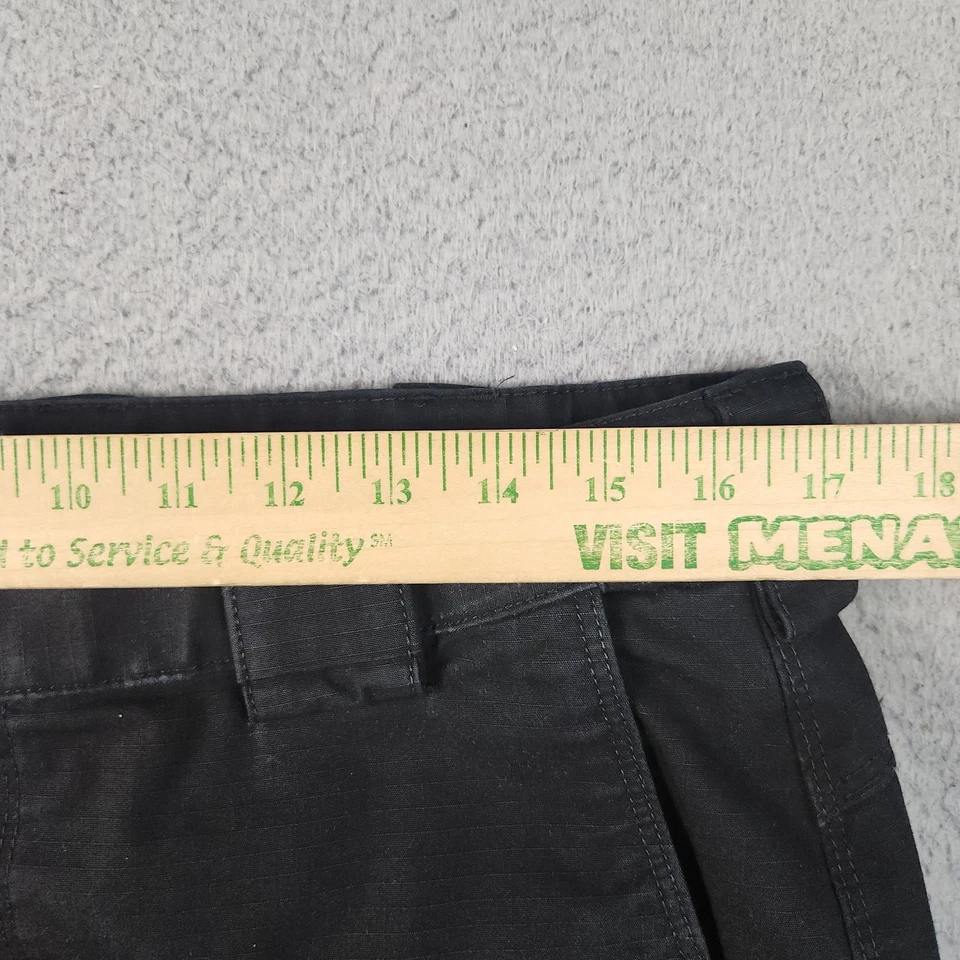 10 11 12 13 14 15 16 17 18
to Service & Quality SM VISIT MENA